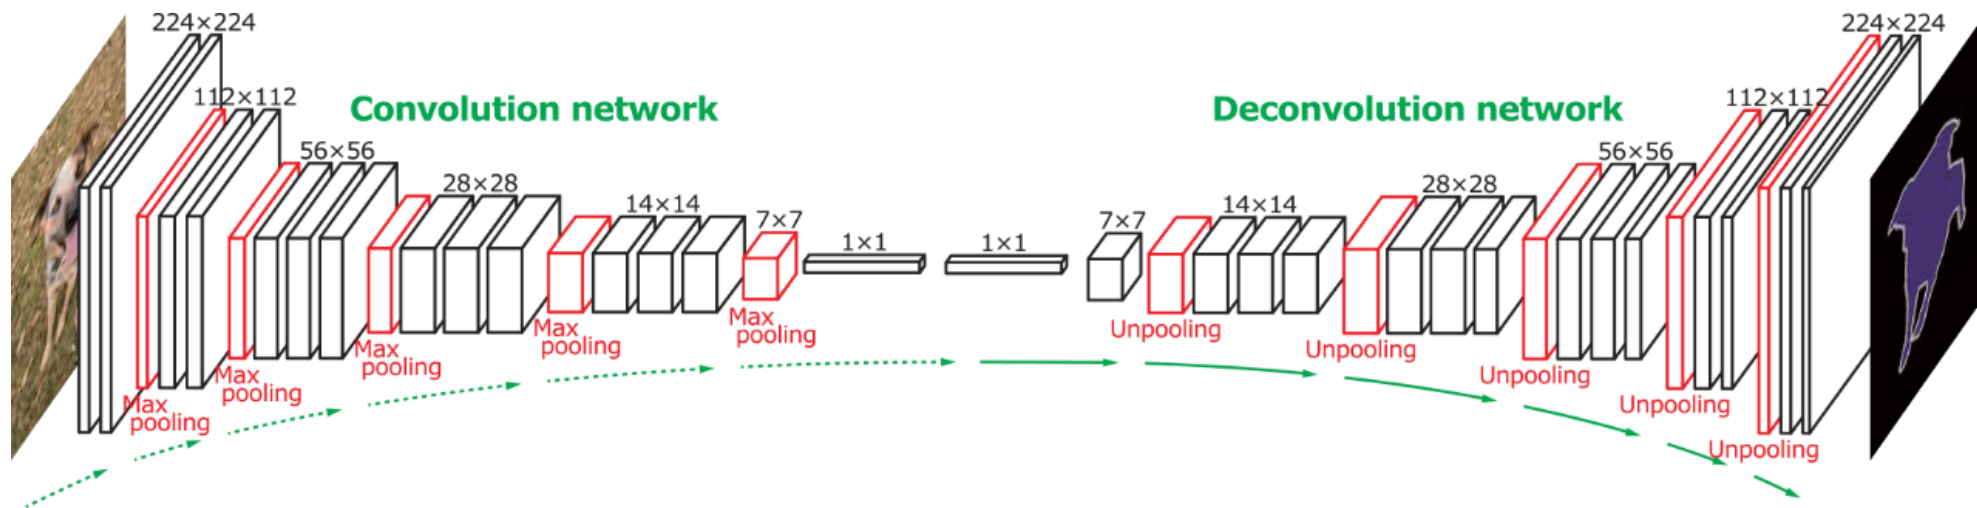 224×224
112×112
Convolution network
56×56
28×28
14×14
7×7
1×1
1×1
7×7
14×14
28×28
56×56
Deconvolution network
112×112
224×224
Max
pooling
Max
pooling
Max
pooling
Max
pooling
Max
pooling
Unpooling
Unpooling
Unpooling
Unpooling
Unpooling